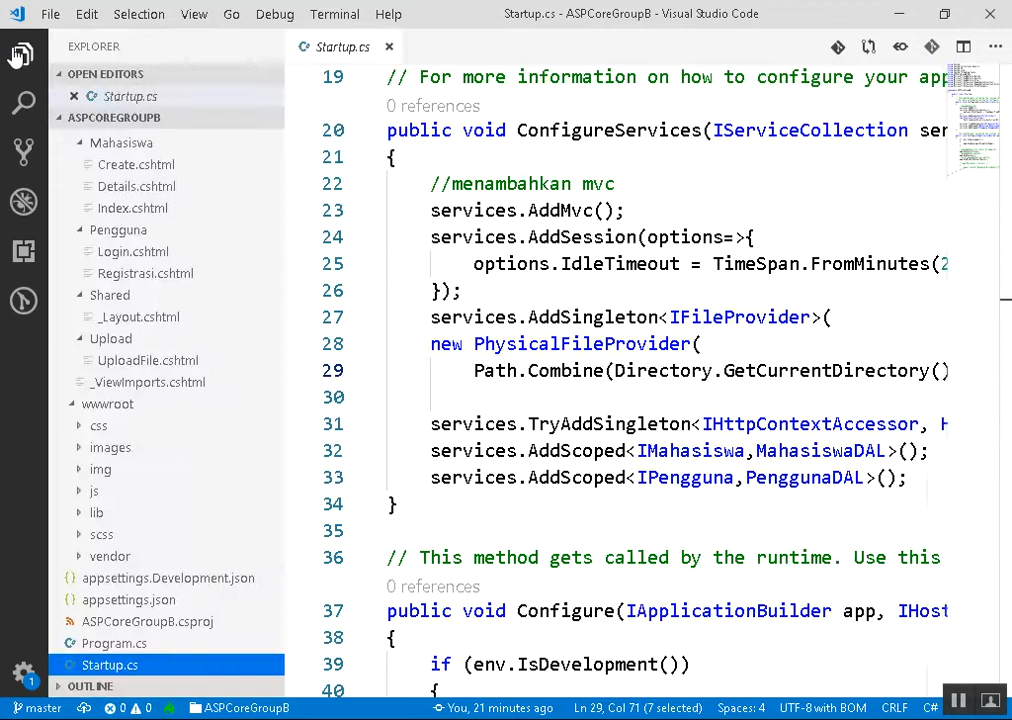 File Edit Selection View Go Debug Terminal Help
Startup.cs - ASPCoreGroupB - Visual Studio Code
EXPLORER
OPEN EDITORS
Startup.cs
ASPCOREGROUPB
Mahasiswa
Create.cshtml
Details.cshtml
Index.cshtml
Pengguna
Login.cshtml
Registrasi.cshtml
Shared
_Layout.cshtml
Upload
UploadFile.cshtml
_ViewImports.cshtml
wwwroot
css
images
img
js
lib
scss
vendor
appsettings.Development.json
appsettings.json
ASPCoreGroupB.csproj
Program.cs
Startup.cs
OUTLINE
1
Startup.cs
19 // For more information on how to configure your app
0 references
20 public void ConfigureServices(IServiceCollection ser
21 {
22 //menambahkan mvc
23 services.AddMvc();
24 services.AddSession(options=>{
25 options.IdleTimeout = TimeSpan.FromMinutes(2
26 });
27 services.AddSingleton<IFileProvider>(
28 new PhysicalFileProvider(
29 Path.Combine(Directory.GetCurrentDirectory()
30
31 services.TryAddSingleton<IHttpContextAccessor, H
32 services.AddScoped<IMahasiswa,MahasiswaDAL>();
33 services.AddScoped<IPengguna,PenggunaDAL>();
34 }
35
36 // This method gets called by the runtime. Use this
0 references
37 public void Configure(IApplicationBuilder app, IHost
38 {
39 if (env.IsDevelopment())
40 {
master 0 0 ASPCoreGroupB You, 21 minutes ago Ln 29, Col 71 (7 selected) Spaces: 4 UTF-8 with BOM CRLF C#